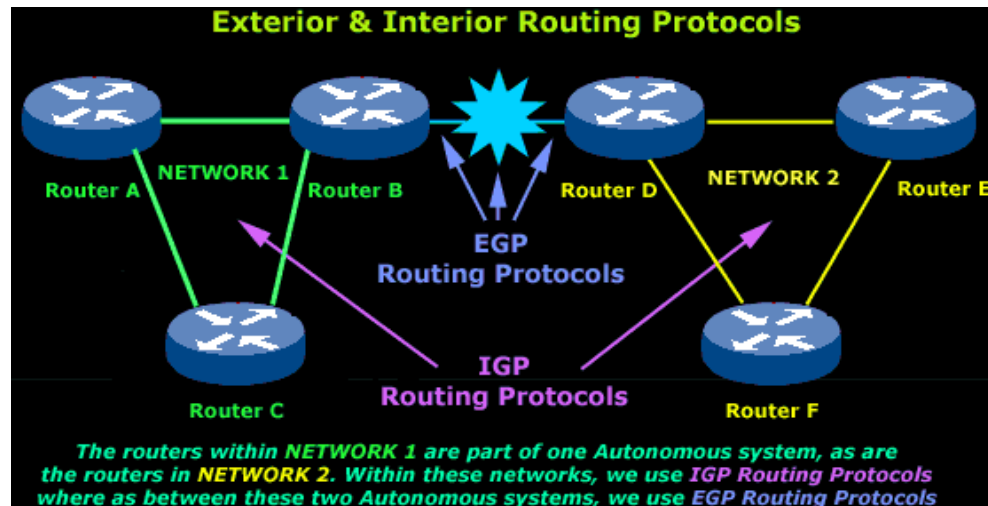 Exterior & Interior Routing Protocols
NETWORK 1
NETWORK 2
Router A
Router B
Router D
Router E
EGP
Routing Protocols
IGP
Routing Protocols
Router C
Router F
The routers within NETWORK 1 are part of one Autonomous system, as are
the routers in NETWORK 2. Within these networks, we use IGP Routing Protocols
where as between these two Autonomous systems, we use EGP Routing Protocols